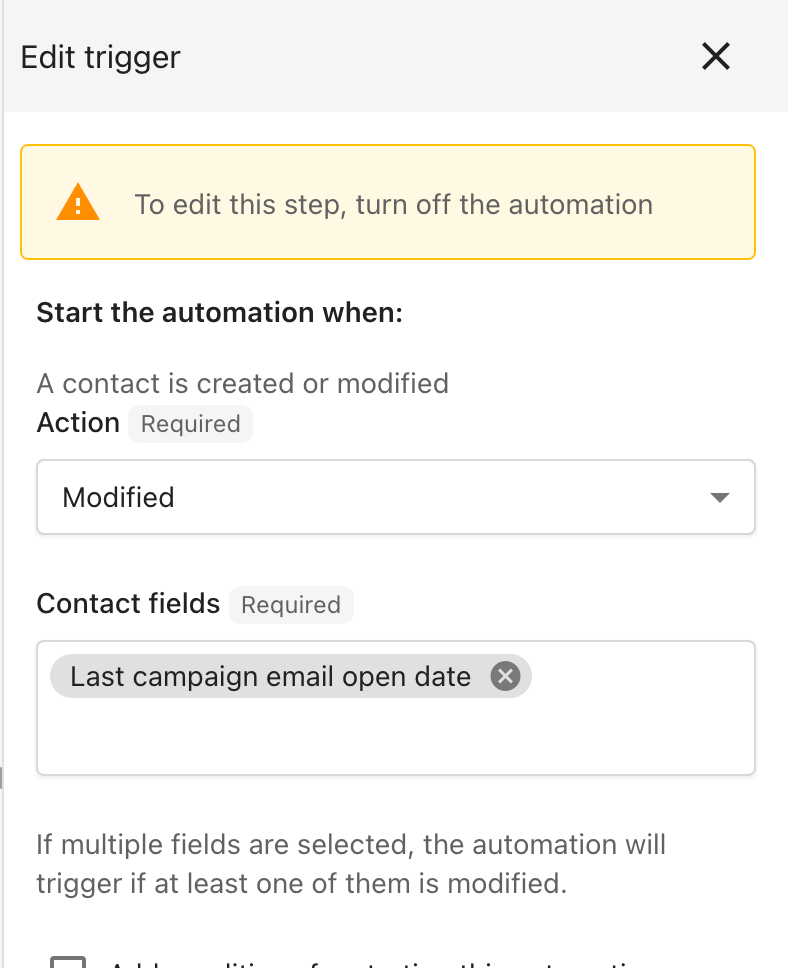 Edit trigger
To edit this step, turn off the automation
Start the automation when:
A contact is created or modified
Action Required
Modified
Contact fields Required
Last campaign email open date
If multiple fields are selected, the automation will
trigger if at least one of them is modified.